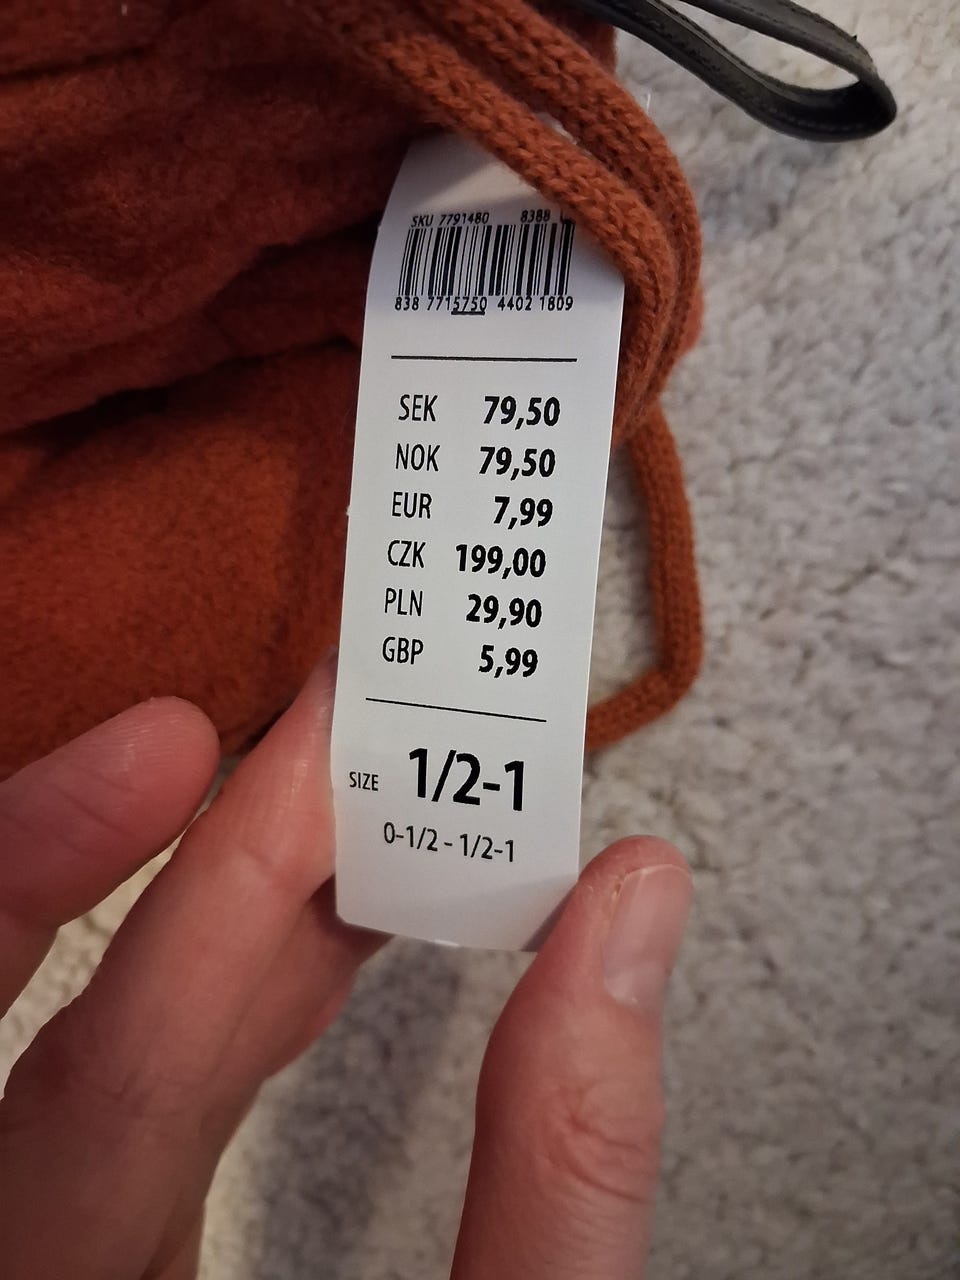 SKU 7791480 8388
838 7715750 4402 1809
SEK 79,50
NOK 79,50
EUR 7,99
CZK 199,00
PLN 29,90
GBP 5,99
SIZE 1/2-1
0-1/2 - 1/2-1